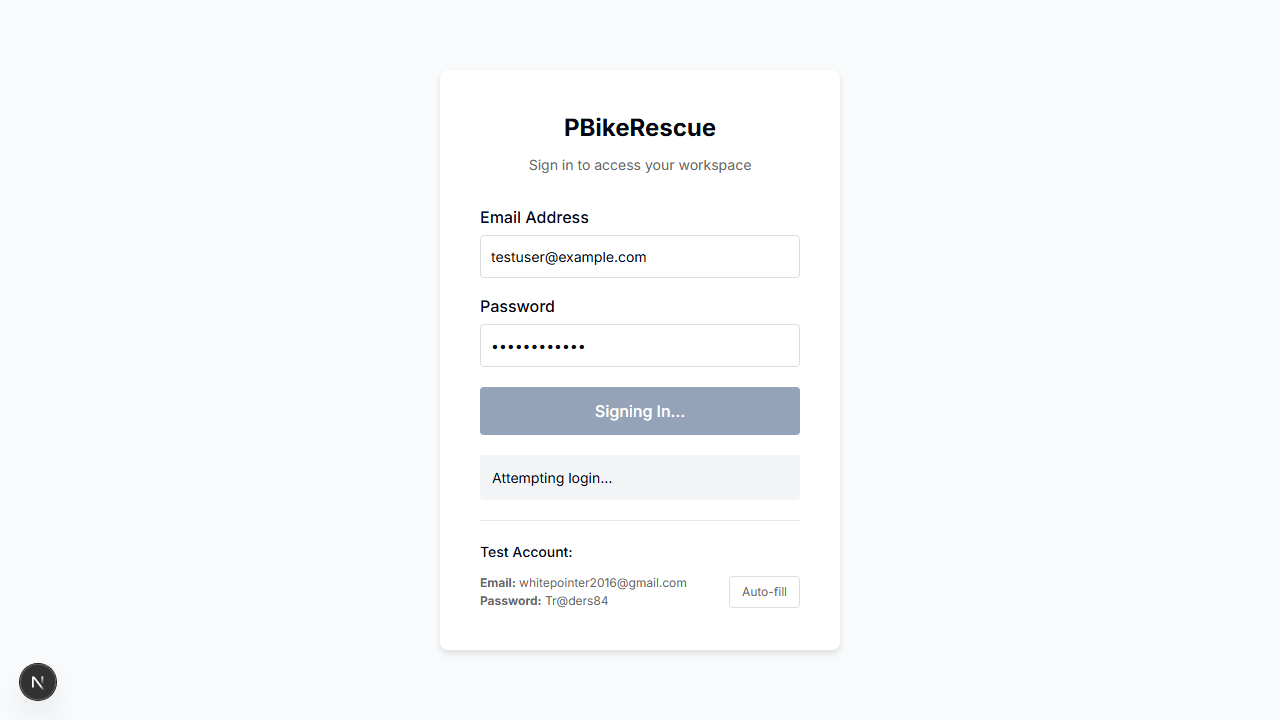 PBikeRescue
Sign in to access your workspace
Email Address
testuser@example.com
Password
••••••••••••
Signing In...
Attempting login...
Test Account:
Email: whitepointer2016@gmail.com
Password: Tr@ders84
Auto-fill
N